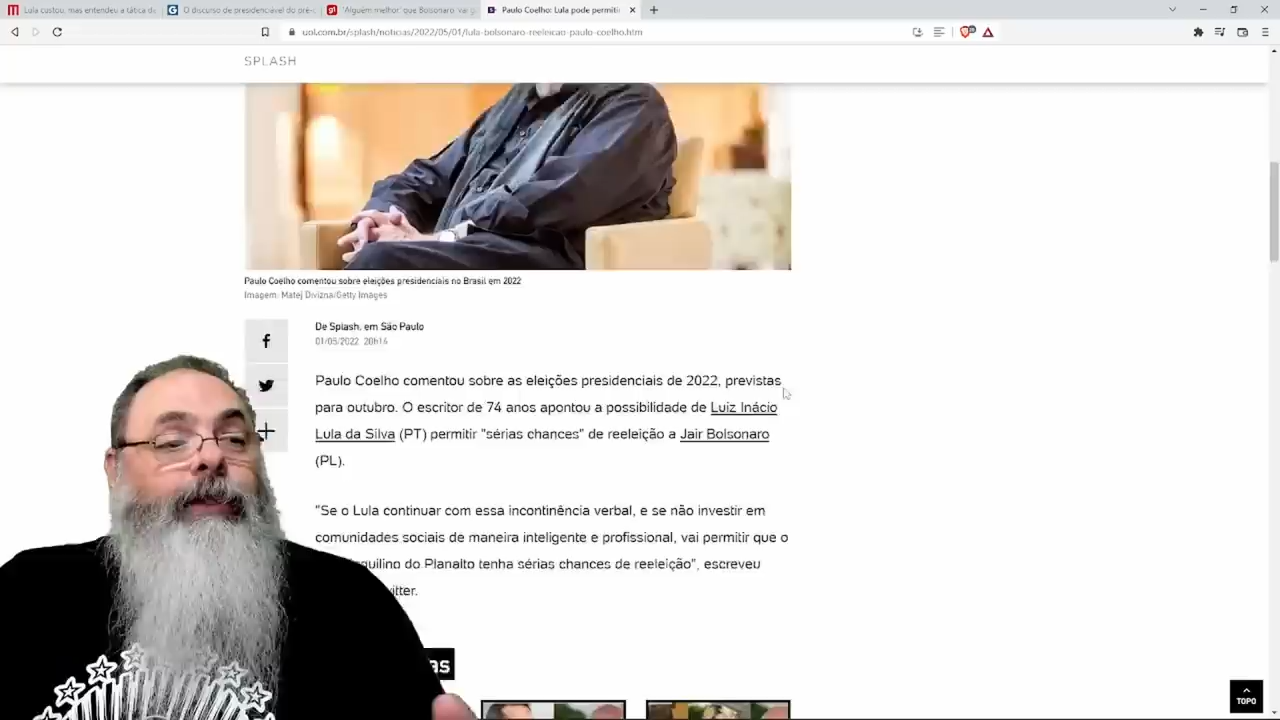 Lula custou, mas entendeu a tática d
O discurso de presidenciável do pré-c
'Alguém melhor' que Bolsonaro 'vai g
Paulo Coelho: Lula pode permitir
uol.com.br/splash/noticias/2022/05/01/lula-bolsonaro-reeleicao-paulo-coelho.htm
SPLASH
Paulo Coelho comentou sobre eleições presidenciais no Brasil em 2022
Imagem: Matej Divizna/Getty Images
De Splash, em São Paulo
01/05/2022 20h14
Paulo Coelho comentou sobre as eleições presidenciais de 2022, previstas
para outubro. O escritor de 74 anos apontou a possibilidade de Luiz Inácio
Lula da Silva (PT) permitir "sérias chances" de reeleição a Jair Bolsonaro
(PL).
"Se o Lula continuar com essa incontinência verbal, e se não investir em
comunidades sociais de maneira inteligente e profissional, vai permitir que o
quilino do Planalto tenha sérias chances de reeleição", escreveu
itter.
as
TOPO